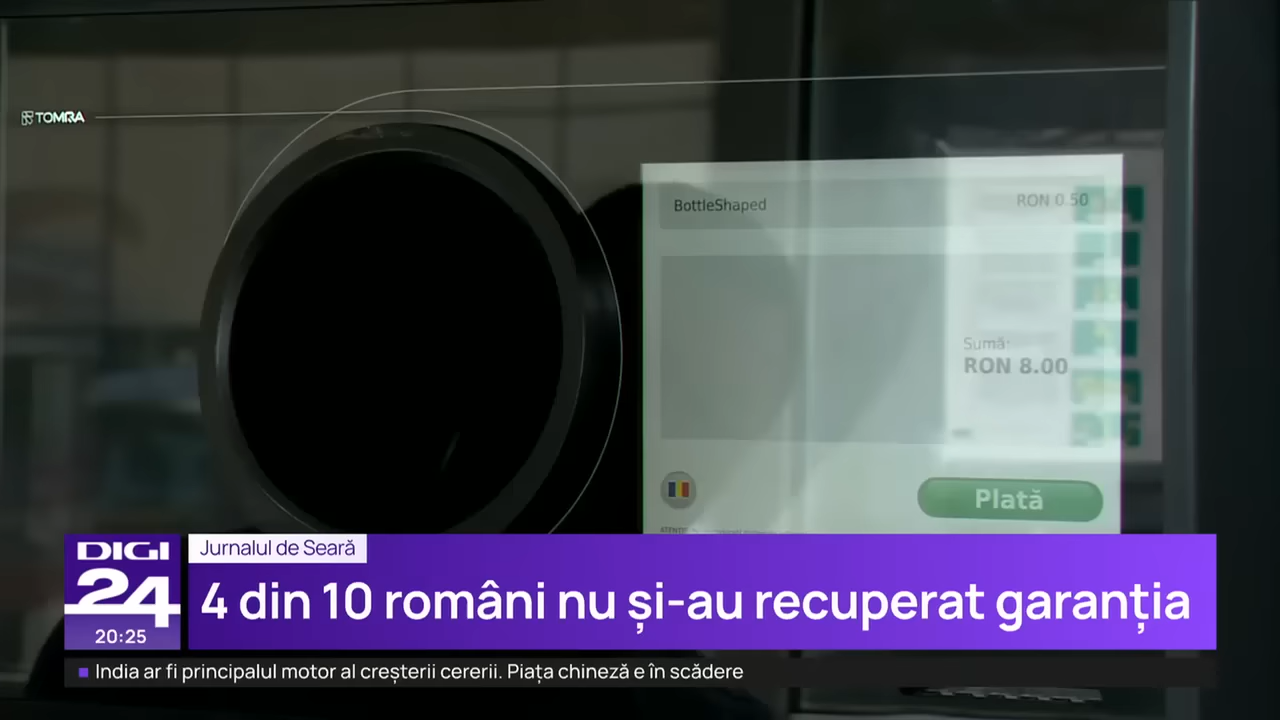 TOMRA
BottleShaped
RON 0.50
Sumă:
RON 8.00
Plată
DIGI
24
20:25
Jurnalul de Seară
4 din 10 români nu și-au recuperat garanția
India ar fi principalul motor al creșterii cererii. Piața chineză e în scădere